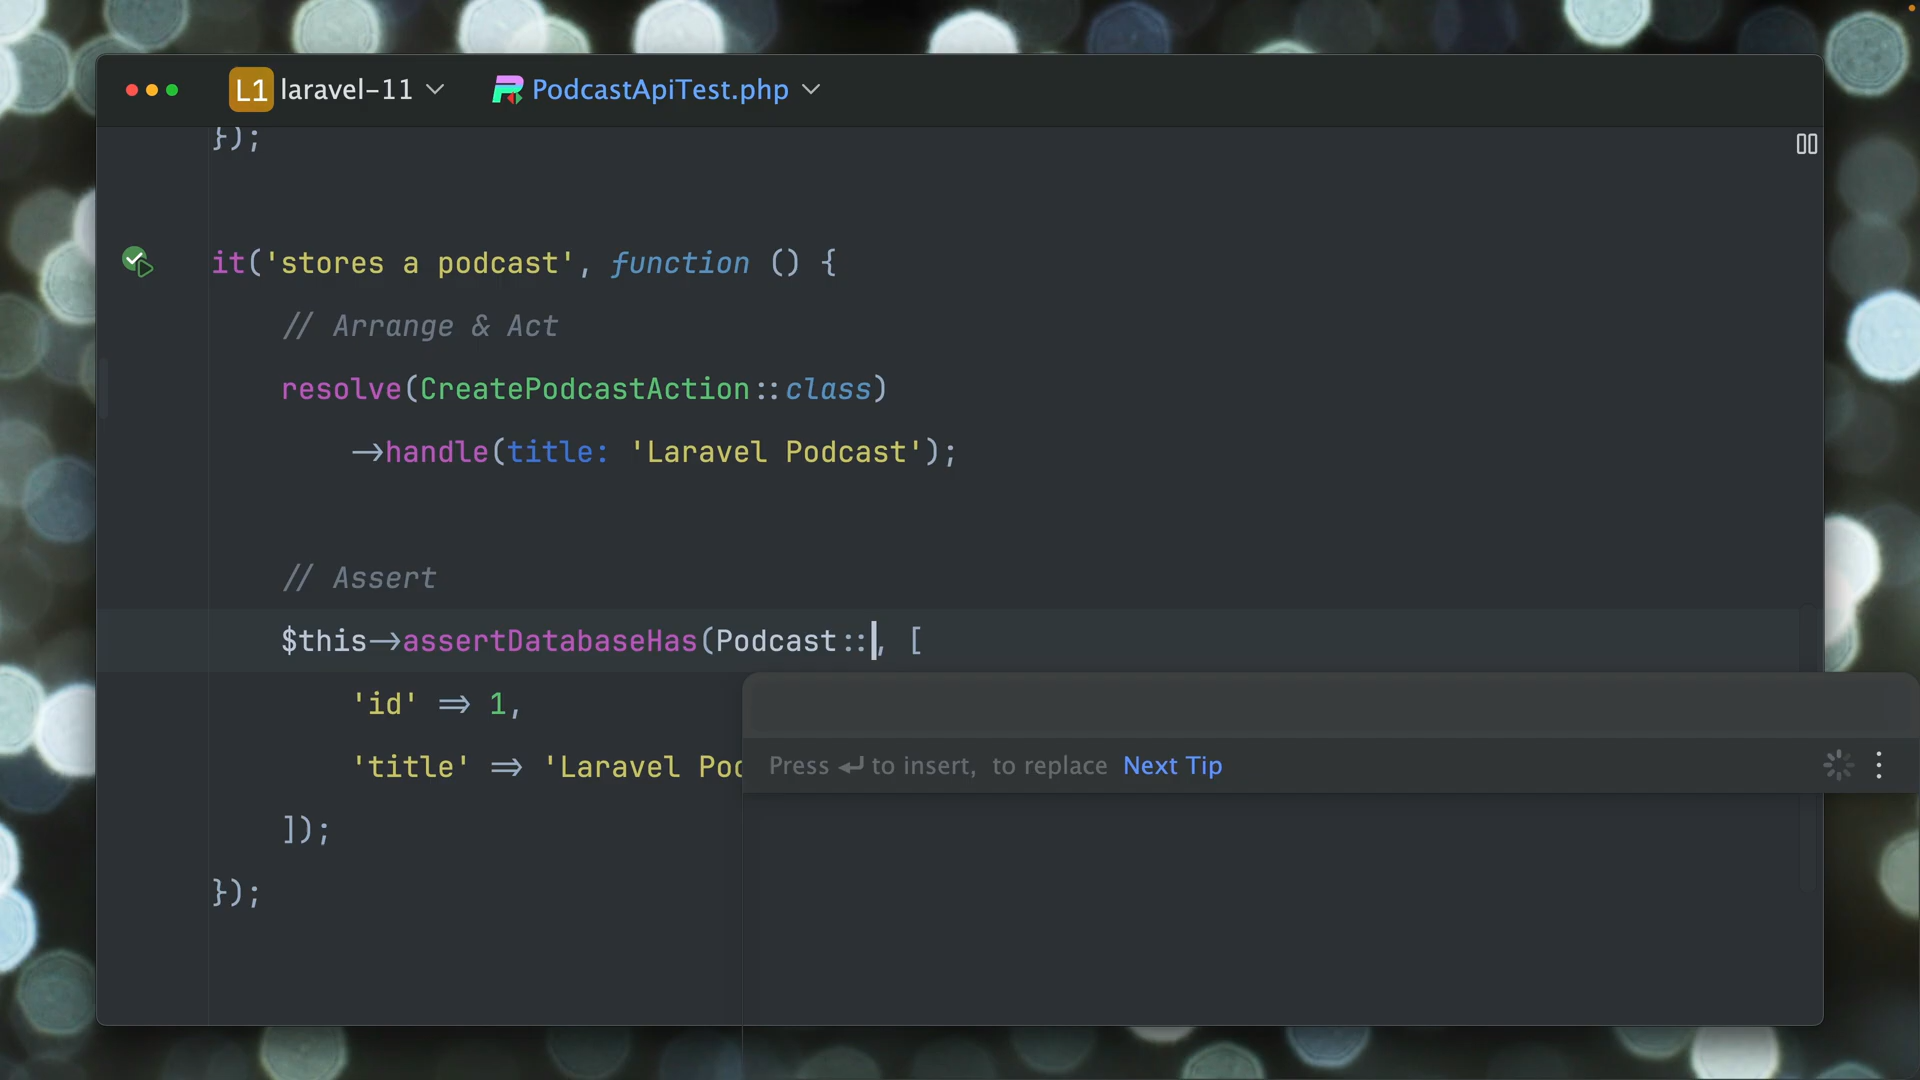 L1 laravel-11 PodcastApiTest.php
});
it('stores a podcast', function () {
// Arrange & Act
resolve(CreatePodcastAction::class)
->handle(title: 'Laravel Podcast');
// Assert
$this->assertDatabaseHas(Podcast::, [
'id' => 1,
'title' => 'Laravel Pod
Press ↵ to insert, to replace Next Tip
]);
});